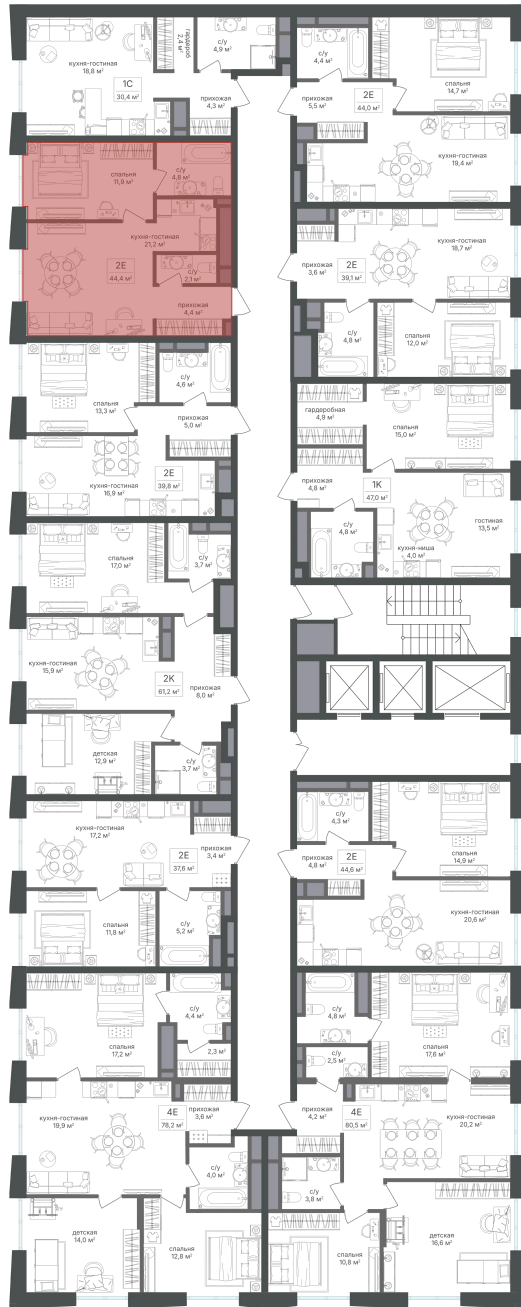 кухня-гостиная
18,8 м²
1С
30,4 м²
гардероб
2,4 м²
с/у
4,9 м²
прихожая
4,3 м²
с/у
4,4 м²
прихожая
5,5 м²
2Е
44,0 м²
спальня
14,7 м²
кухня-гостиная
19,4 м²
спальня
11,9 м²
с/у
4,8 м²
кухня-гостиная
21,2 м²
2Е
44,4 м²
с/у
2,1 м²
прихожая
4,4 м²
прихожая
3,6 м²
2Е
39,1 м²
кухня-гостиная
18,7 м²
с/у
4,8 м²
спальня
12,0 м²
спальня
13,3 м²
с/у
4,6 м²
прихожая
5,0 м²
2Е
39,8 м²
кухня-гостиная
16,9 м²
гардеробная
4,9 м²
спальня
15,0 м²
прихожая
4,8 м²
1К
47,0 м²
гостиная
13,5 м²
с/у
4,8 м²
кухня-ниша
4,0 м²
спальня
17,0 м²
с/у
3,7 м²
кухня-гостиная
15,9 м²
2К
61,2 м²
прихожая
8,0 м²
детская
12,9 м²
с/у
3,7 м²
кухня-гостиная
17,2 м²
2Е
37,6 м²
прихожая
3,4 м²
спальня
11,8 м²
с/у
5,2 м²
с/у
4,3 м²
прихожая
4,8 м²
2Е
44,6 м²
спальня
14,9 м²
кухня-гостиная
20,6 м²
спальня
17,2 м²
с/у
4,4 м²
2,3 м²
с/у
4,8 м²
с/у
2,5 м²
спальня
17,6 м²
кухня-гостиная
19,9 м²
4Е
78,2 м²
прихожая
3,6 м²
с/у
4,0 м²
детская
14,0 м²
спальня
12,8 м²
прихожая
4,2 м²
4Е
80,5 м²
кухня-гостиная
20,2 м²
с/у
3,8 м²
спальня
10,8 м²
детская
16,6 м²